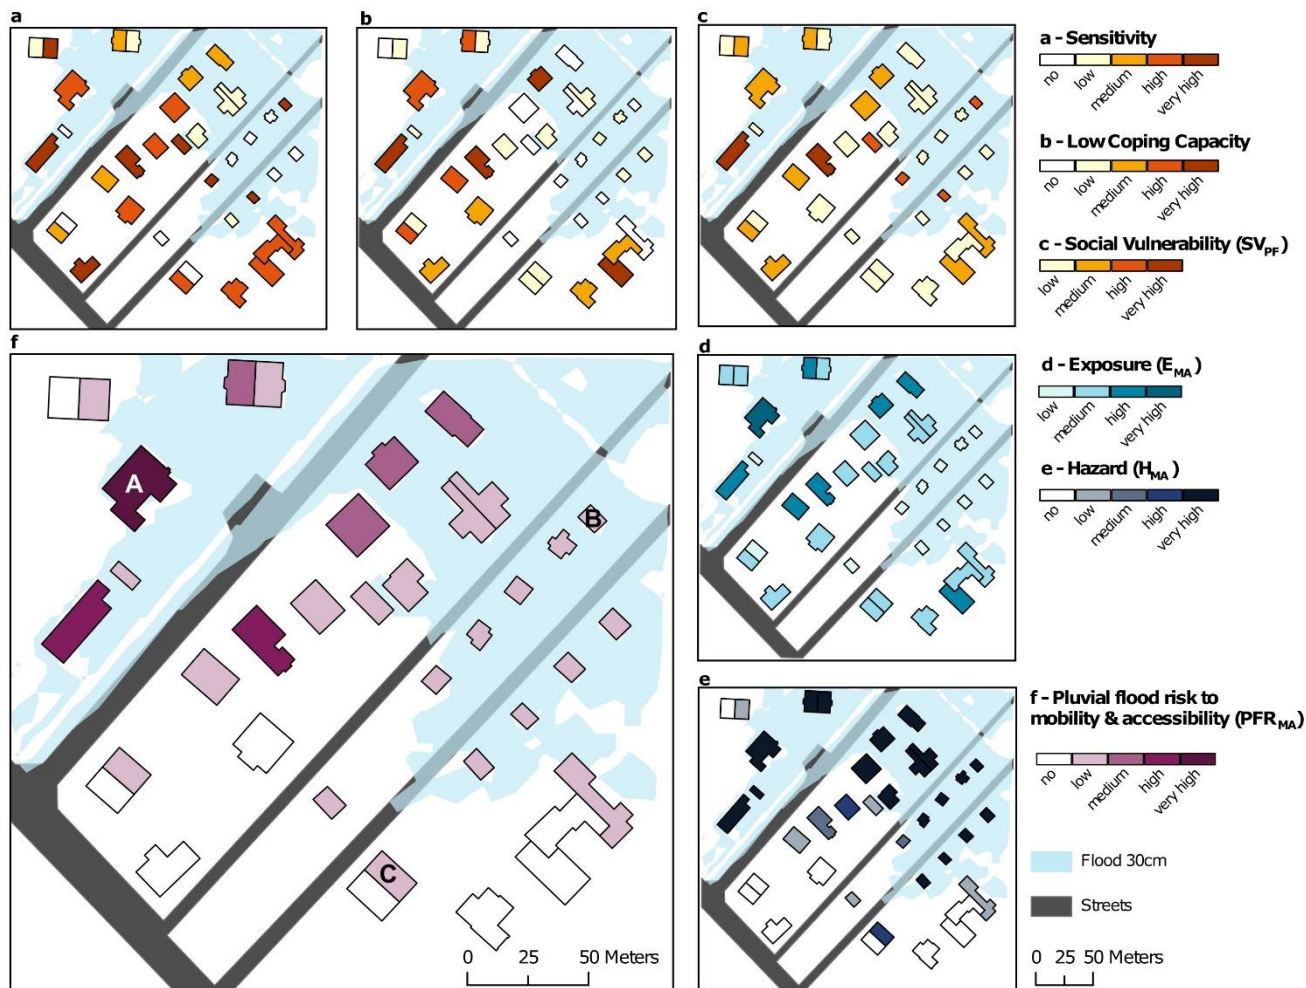 a
b
c
a - Sensitivity
no
low
medium
high
very high
b - Low Coping Capacity
no
low
medium
high
very high
c - Social Vulnerability (SVPF)
low
medium
high
very high
f
A
B
C
0 25 50 Meters
d
d - Exposure (EMA)
low
medium
high
very high
e - Hazard (HMA)
no
low
medium
high
very high
e
f - Pluvial flood risk to
mobility & accessibility (PFRMA)
no
low
medium
high
very high
Flood 30cm
Streets
0 25 50 Meters